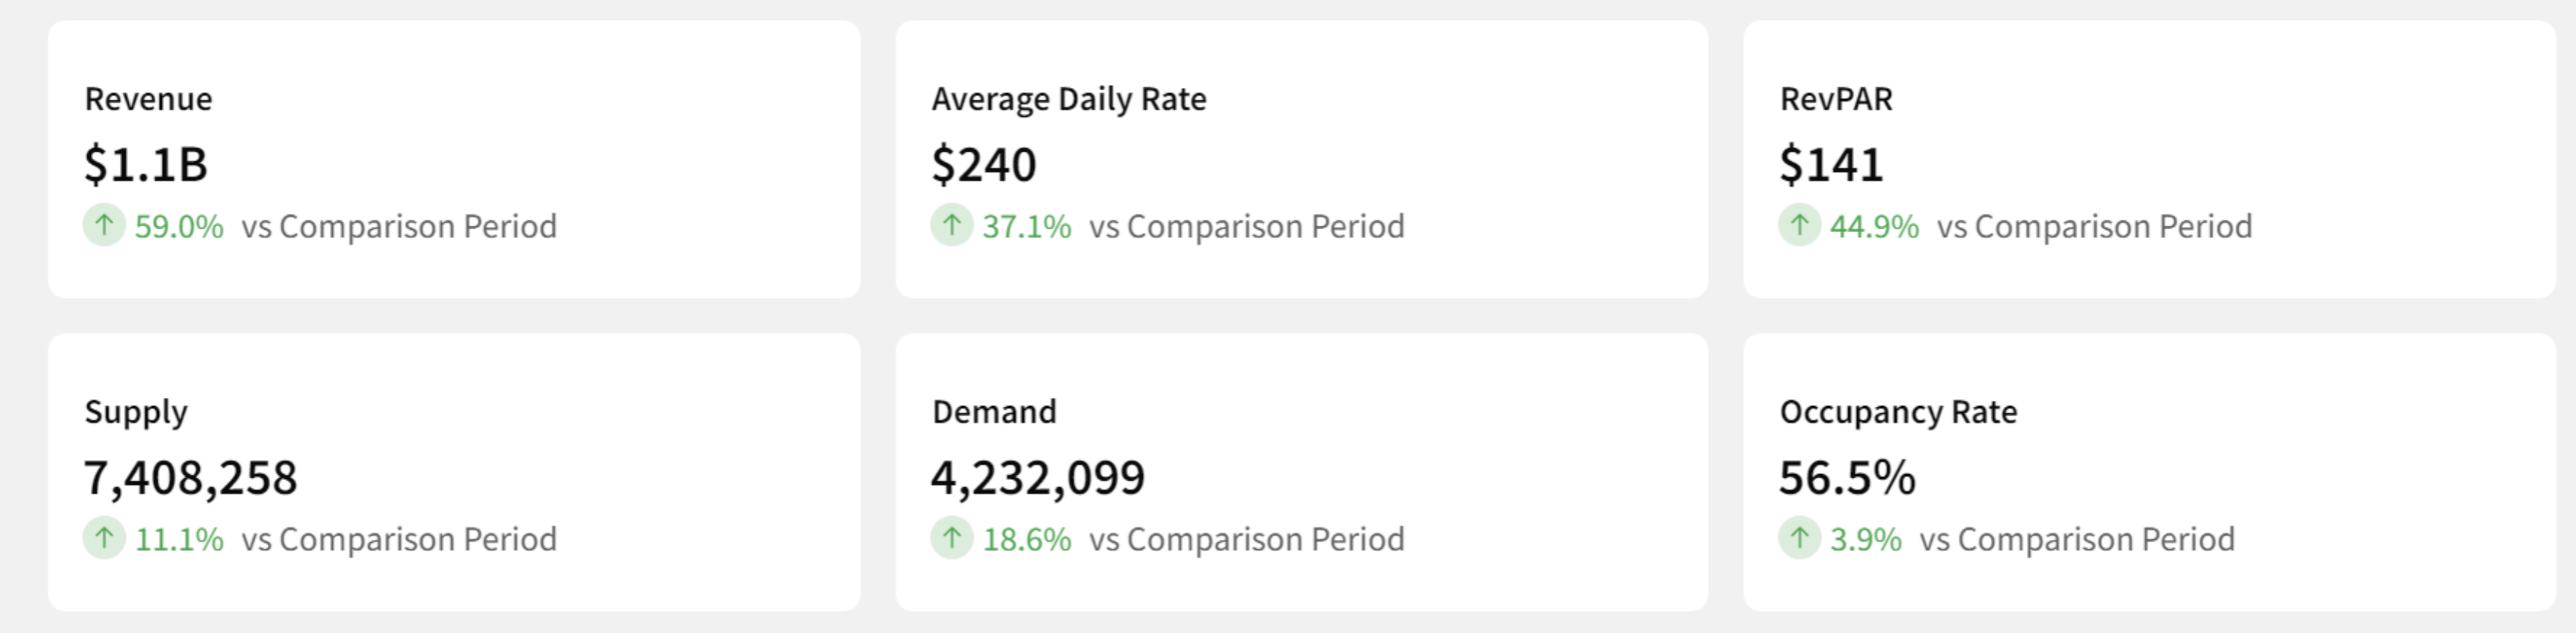 Revenue
$1.1B
↑ 59.0% vs Comparison Period
Average Daily Rate
$240
↑ 37.1% vs Comparison Period
RevPAR
$141
↑ 44.9% vs Comparison Period
Supply
7,408,258
↑ 11.1% vs Comparison Period
Demand
4,232,099
↑ 18.6% vs Comparison Period
Occupancy Rate
56.5%
↑ 3.9% vs Comparison Period